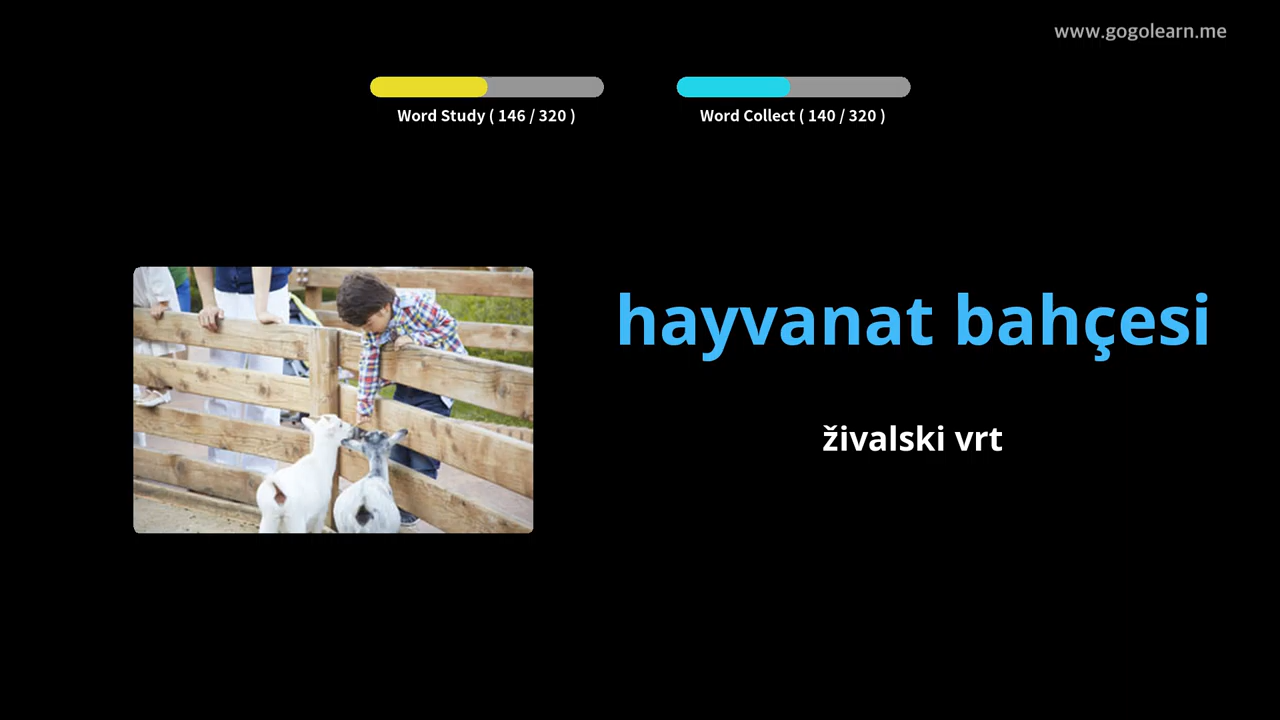 www.gogolearn.me
Word Study ( 146 / 320 )
Word Collect ( 140 / 320 )
hayvanat bahçesi
živalski vrt